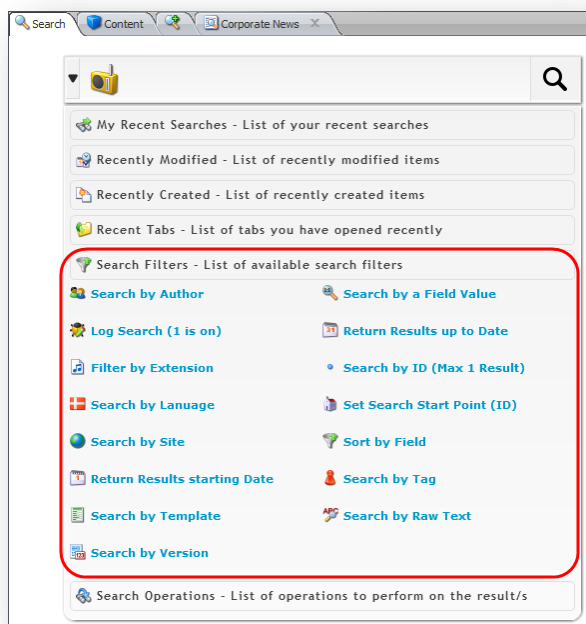 Search Content Corporate News X
My Recent Searches - List of your recent searches
Recently Modified - List of recently modified items
Recently Created - List of recently created items
Recent Tabs - List of tabs you have opened recently
Search Filters - List of available search filters
Search by Author Search by a Field Value
Log Search (1 is on) Return Results up to Date
Filter by Extension Search by ID (Max 1 Result)
Search by Lanuage Set Search Start Point (ID)
Search by Site Sort by Field
Return Results starting Date Search by Tag
Search by Template Search by Raw Text
Search by Version
Search Operations - List of operations to perform on the result/s